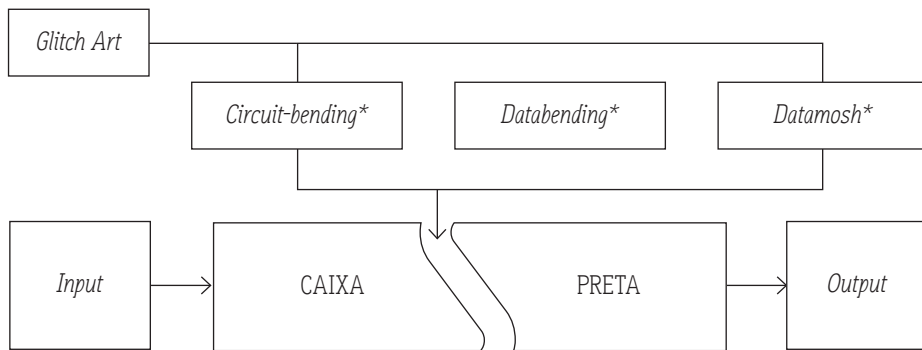 Glitch Art
Circuit-bending* Databending* Datamosh*
Input CAIXA PRETA Output